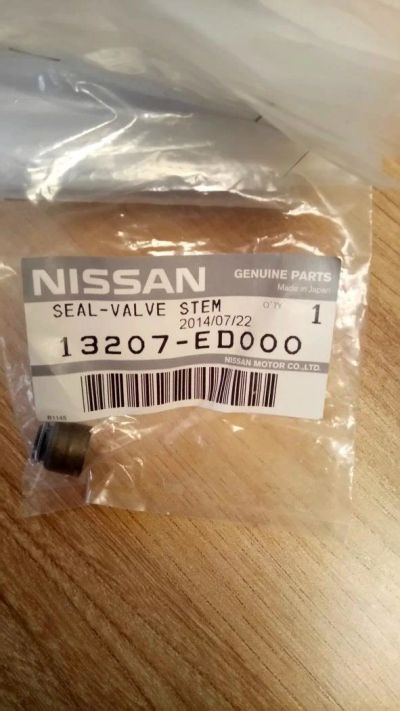 NISSAN
GENUINE PARTS
Made in Japan
SEAL-VALVE STEM
Q'TY 1
2014/07/22
13207-ED000
NISSAN MOTOR CO.,LTD.
B1145